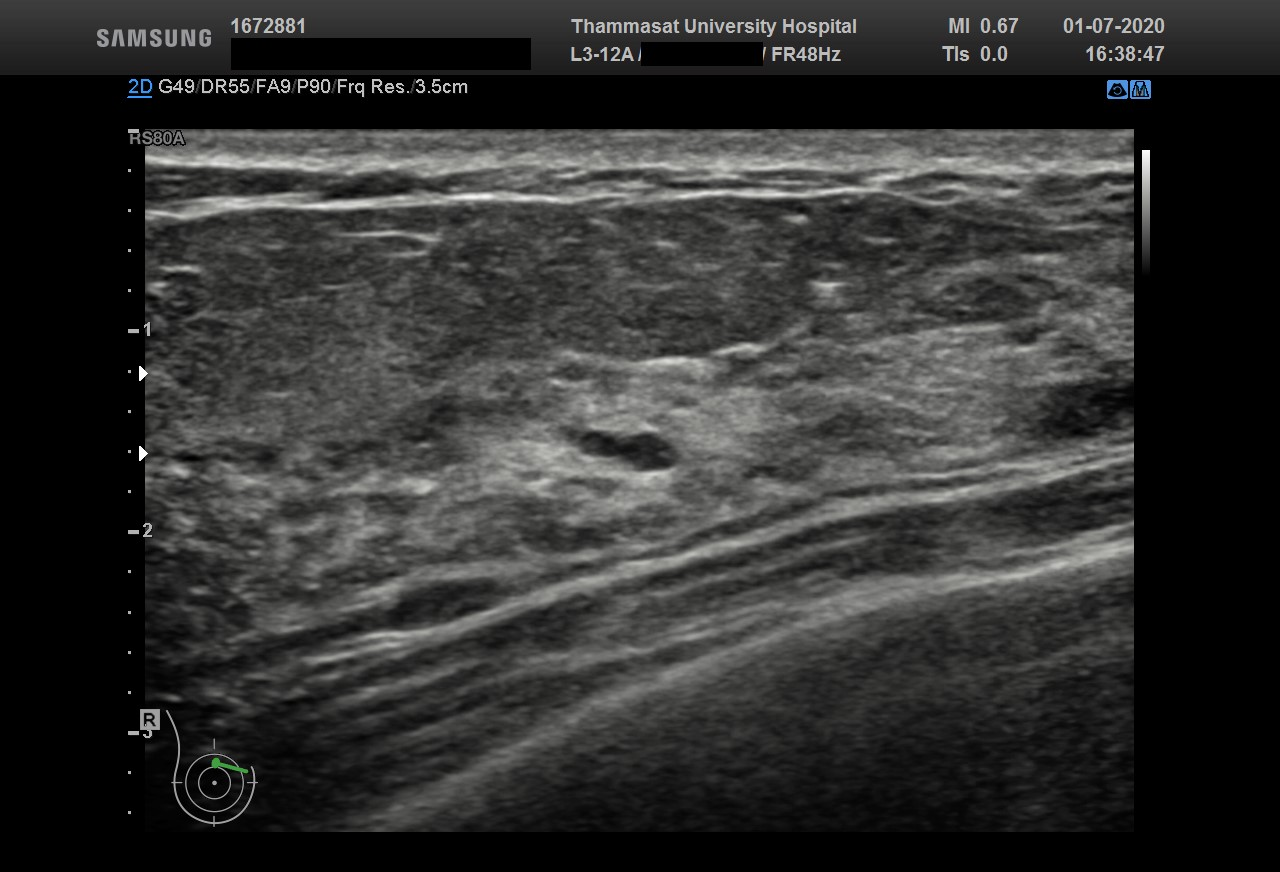 SAMSUNG
1672881
Thammasat University Hospital
MI 0.67
01-07-2020
L3-12A / / FR48Hz
TIs 0.0
16:38:47
2D G49/DR55/FA9/P90/Frq Res./3.5cm
RS80A
1
2
R
3